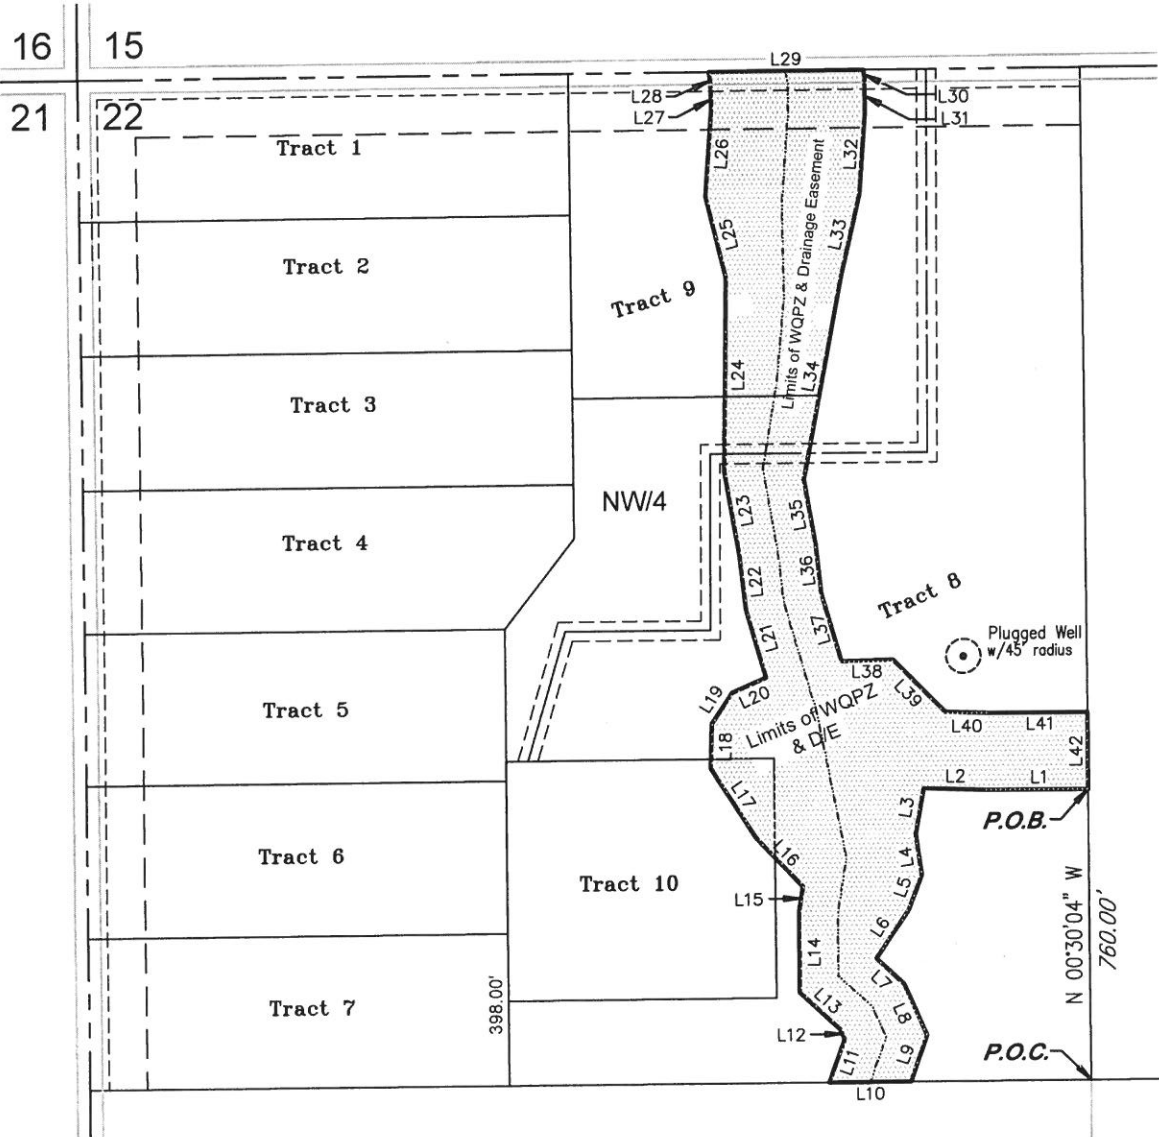 16
15
21
22
L29
L28
L27
L30
L31
L26
L32
Tract 1
L25
L33
Limits of WQPZ & Drainage Easement
Tract 2
Tract 9
L24
L34
Tract 3
NW/4
L23
L35
Tract 4
L22
L36
Tract 8
L21
L37
Plugged Well
w/45' radius
L38
L19
L20
L39
Tract 5
Limits of WQPZ
& D/E
L18
L40
L41
L42
L17
L2
L1
L3
P.O.B.
L16
L4
Tract 6
Tract 10
L15
L5
L6
N 00°30'04" W
760.00'
L14
L7
398.00'
Tract 7
L13
L8
L12
L11
L9
P.O.C.
L10